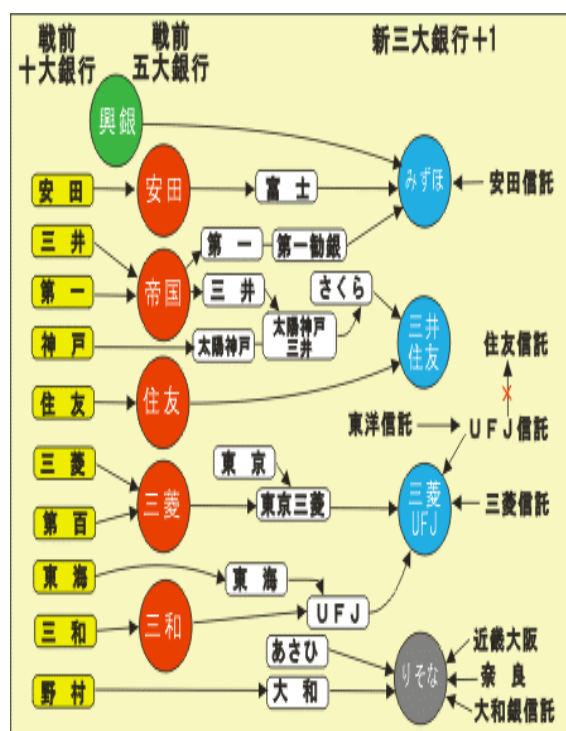 戦前
十大銀行
戦前
五大銀行
新三大銀行+1
興銀
安田
安田
富士
みずほ
安田信託
三井
第一
第一勧銀
第一
帝国
三井
さくら
神戸
太陽神戸
太陽神戸
三井
三井
住友
住友信託
住友
住友
×
東洋信託
UFJ信託
三菱
東京
第百
三菱
東京三菱
三菱
UFJ
三菱信託
東海
東海
三和
三和
UFJ
あさひ
近畿大阪
野村
大和
りそな
奈良
大和銀信託